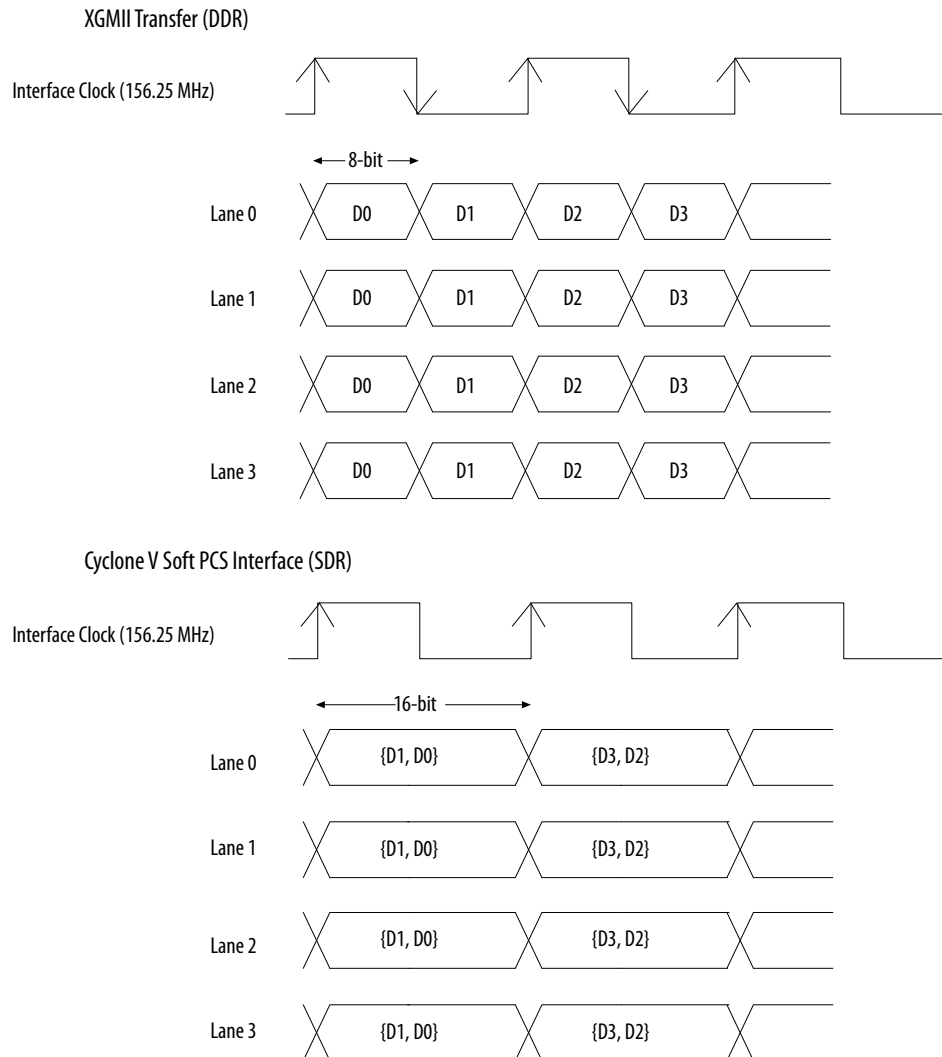 XGMII Transfer (DDR)
Interface Clock (156.25 MHz)
8-bit
Lane 0 D0 D1 D2 D3
Lane 1 D0 D1 D2 D3
Lane 2 D0 D1 D2 D3
Lane 3 D0 D1 D2 D3
Cyclone V Soft PCS Interface (SDR)
Interface Clock (156.25 MHz)
16-bit
Lane 0 {D1, D0} {D3, D2}
Lane 1 {D1, D0} {D3, D2}
Lane 2 {D1, D0} {D3, D2}
Lane 3 {D1, D0} {D3, D2}